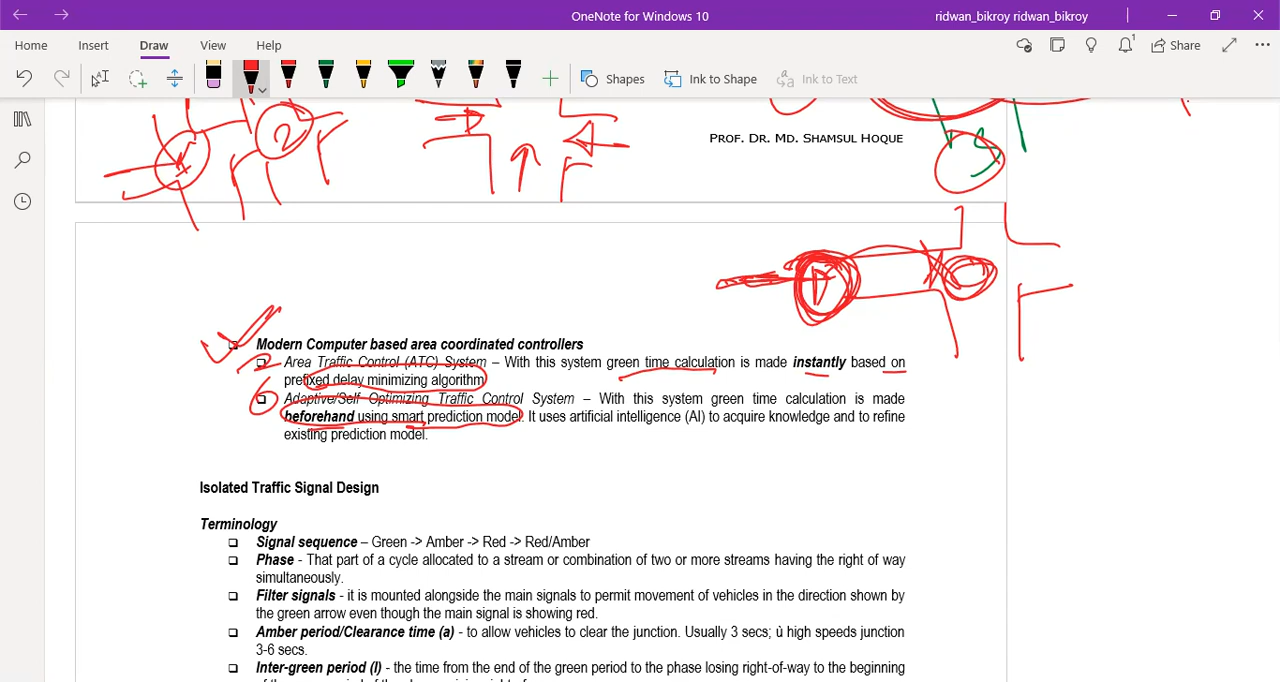 OneNote for Windows 10
ridwan_bikroy ridwan_bikroy
Home Insert Draw View Help
1 Share
Shapes Ink to Shape Ink to Text
1 2
PROF. DR. MD. SHAMSUL HOQUE
Modern Computer based area coordinated controllers
Area Traffic Control (ATC) System – With this system green time calculation is made instantly based on
prefixed delay minimizing algorithm
Adaptive/Self Optimizing Traffic Control System – With this system green time calculation is made
beforehand using smart prediction model. It uses artificial intelligence (AI) to acquire knowledge and to refine
existing prediction model.
Isolated Traffic Signal Design
Terminology
Signal sequence – Green -> Amber -> Red -> Red/Amber
Phase - That part of a cycle allocated to a stream or combination of two or more streams having the right of way
simultaneously.
Filter signals - it is mounted alongside the main signals to permit movement of vehicles in the direction shown by
the green arrow even though the main signal is showing red.
Amber period/Clearance time (a) - to allow vehicles to clear the junction. Usually 3 secs; ù high speeds junction
3-6 secs.
Inter-green period (I) - the time from the end of the green period to the phase losing right-of-way to the beginning